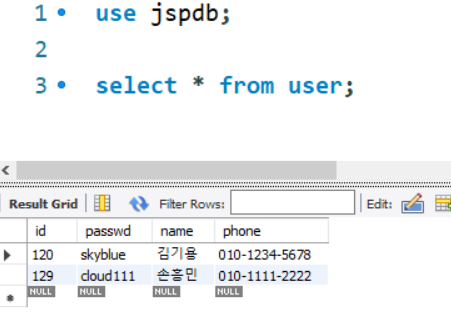 1 use jspdb;
2
3 select * from user;
Result Grid Filter Rows: Edit:
id passwd name phone
120 skyblue 김기용 010-1234-5678
129 cloud111 손흥민 010-1111-2222
NULL NULL NULL NULL